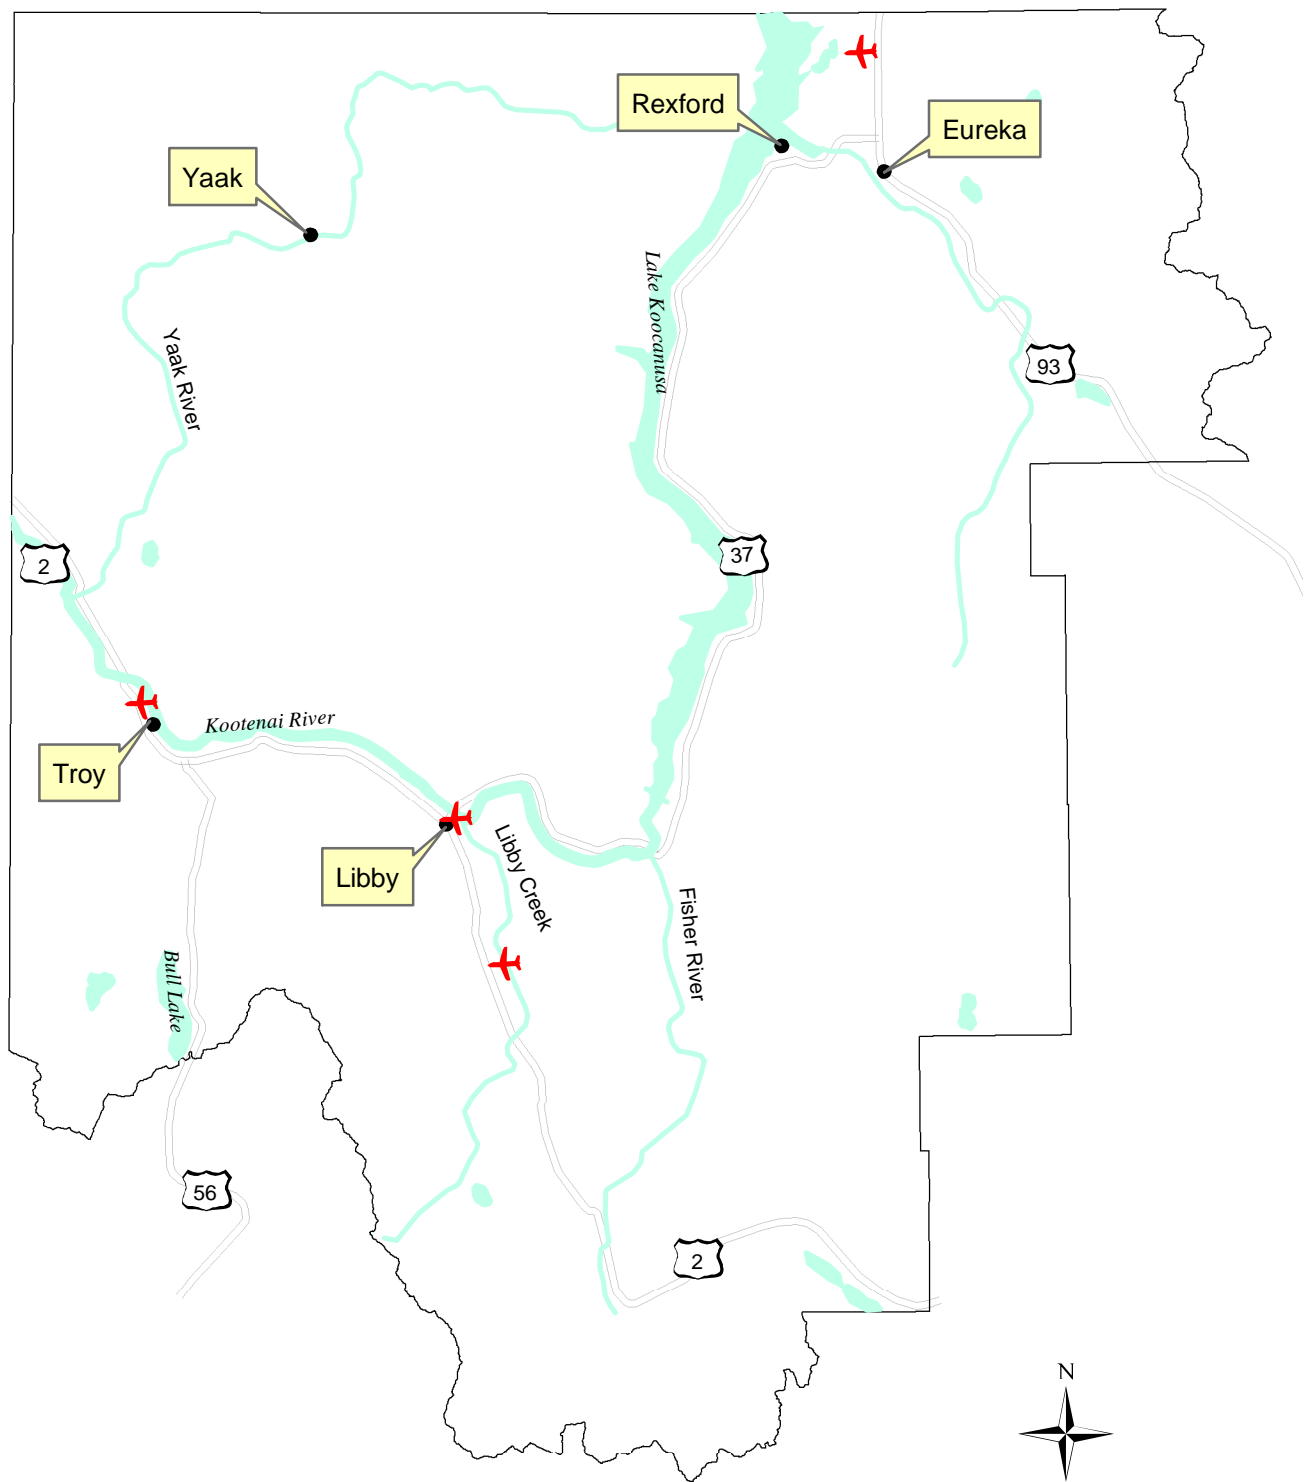 Rexford
Eureka
Yaak
Lake Koocanusa
Yaak River
93
2
37
Kootenai River
Troy
Libby Creek
Libby
Fisher River
Bull Lake
56
2
N